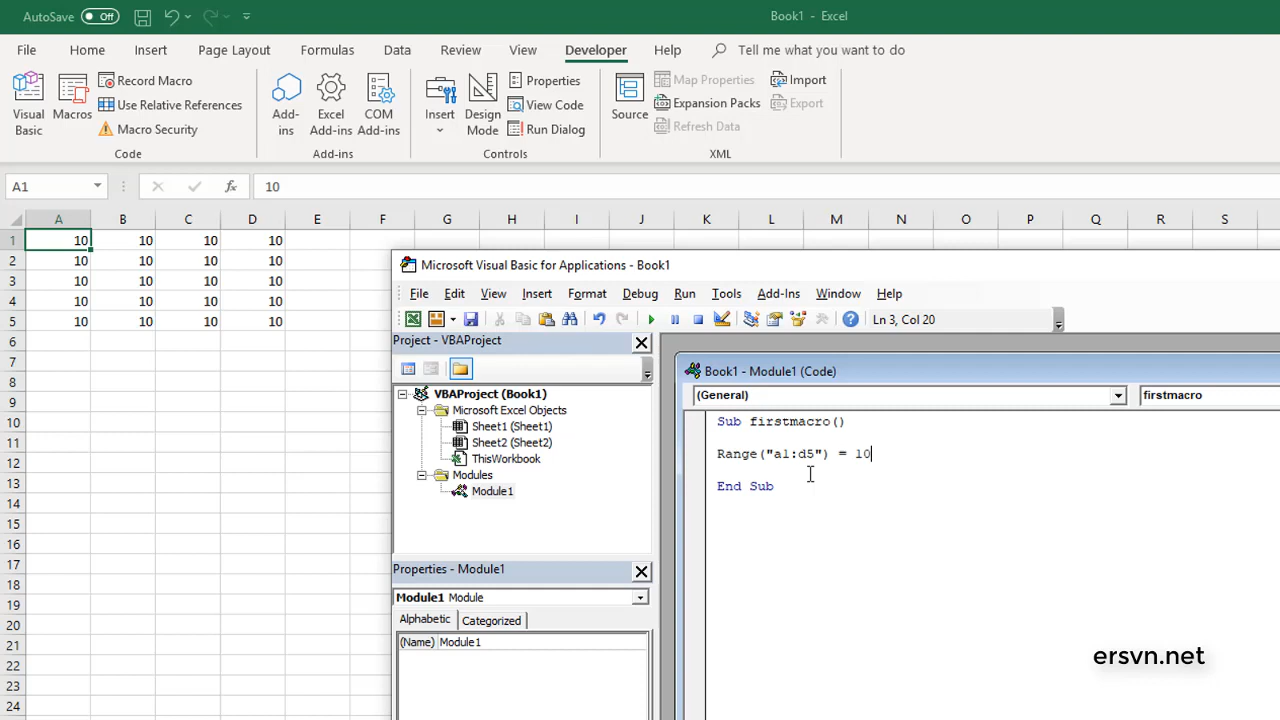 AutoSave Off Book1 - Excel
File Home Insert Page Layout Formulas Data Review View Developer Help Tell me what you want to do
Visual Basic
Macros
Record Macro
Use Relative References
Macro Security
Code
Add-ins
Excel Add-ins
COM Add-ins
Add-ins
Insert
Design Mode
Properties
View Code
Run Dialog
Controls
Source
Map Properties
Expansion Packs
Refresh Data
Import
Export
XML
A1 fx 10
A B C D E F G H I J K L M N O P Q R S
1 10 10 10 10
2 10 10 10 10
3 10 10 10 10
4 10 10 10 10
5 10 10 10 10
6
7
8
9
10
11
12
13
14
15
16
17
18
19
20
21
22
23
24
Microsoft Visual Basic for Applications - Book1
File Edit View Insert Format Debug Run Tools Add-Ins Window Help
Ln 3, Col 20
Project - VBAProject
VBAProject (Book1)
Microsoft Excel Objects
Sheet1 (Sheet1)
Sheet2 (Sheet2)
ThisWorkbook
Modules
Module1
Properties - Module1
Module1 Module
Alphabetic Categorized
(Name) Module1
Book1 - Module1 (Code)
(General) firstmacro
Sub firstmacro()
Range("a1:d5") = 10
End Sub
ersvn.net